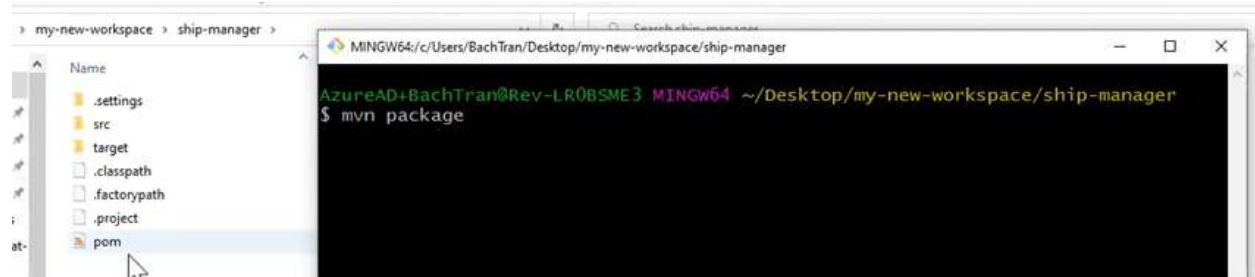 my-new-workspace > ship-manager >
Search ship-manager
MINGW64:/c/Users/BachTran/Desktop/my-new-workspace/ship-manager
Name
.settings
src
target
.classpath
.factorypath
.project
pom
at-
AzureAD+BachTran@Rev-LR0BSME3 MINGW64 ~/Desktop/my-new-workspace/ship-manager
$ mvn package